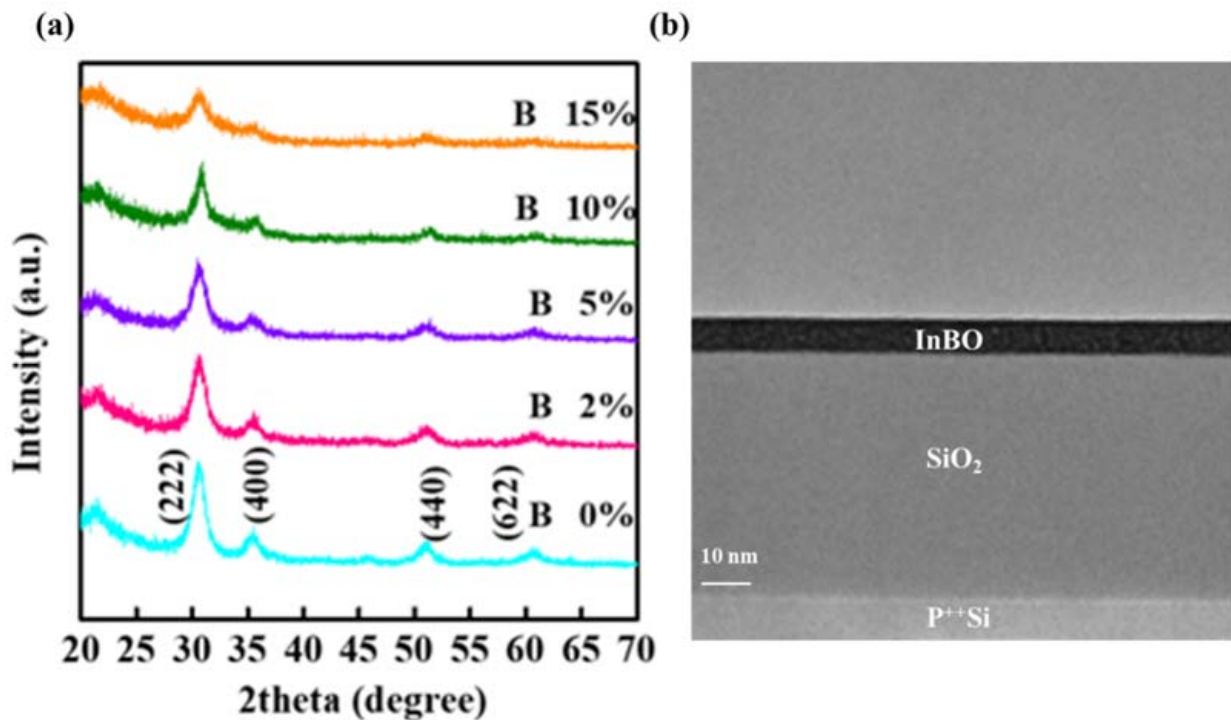 (a)
B 15%
B 10%
B 5%
B 2%
B 0%
(222)
(400)
(440)
(622)
Intensity (a.u.)
20 25 30 35 40 45 50 55 60 65 70
2theta (degree)
(b)
InBO
SiO₂
10 nm
P⁺⁺Si